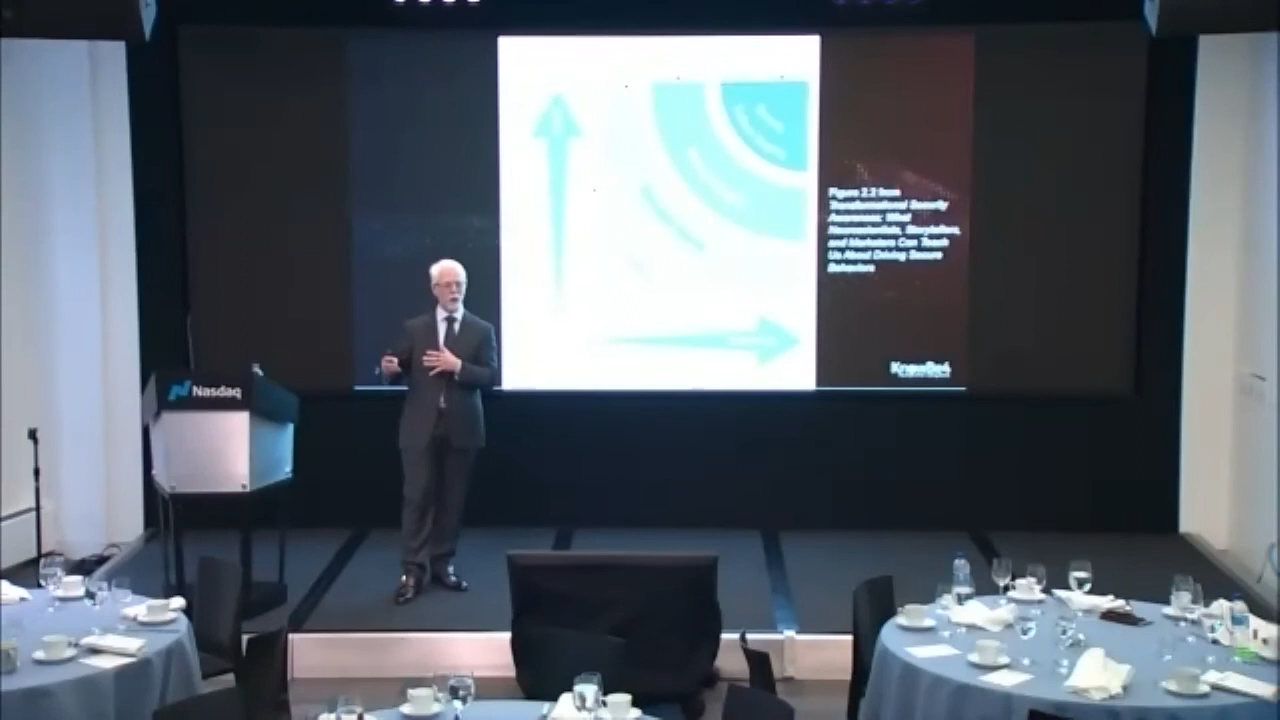 Figure 2.2 from
Transformational Security
Awareness: What
Neuroscientists, Storytellers,
and Marketers Can Teach
Us About Driving Secure
Behaviors
KnowBe4
Nasdaq